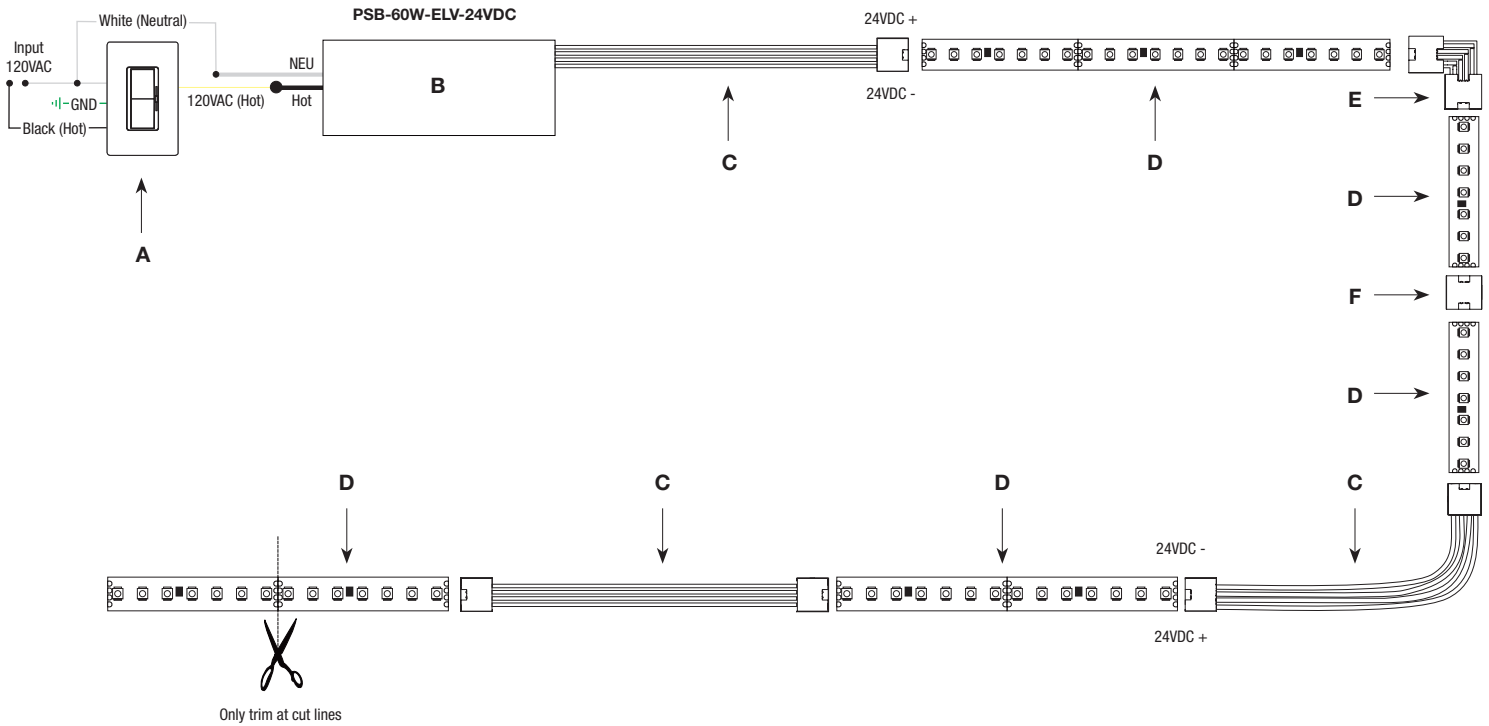 White (Neutral)
PSB-60W-ELV-24VDC
24VDC +
Input
120VAC
NEU
B
GND
120VAC (Hot)
Hot
24VDC -
E
Black (Hot)
C
D
D
A
F
D
D
C
D
C
24VDC -
24VDC +
Only trim at cut lines